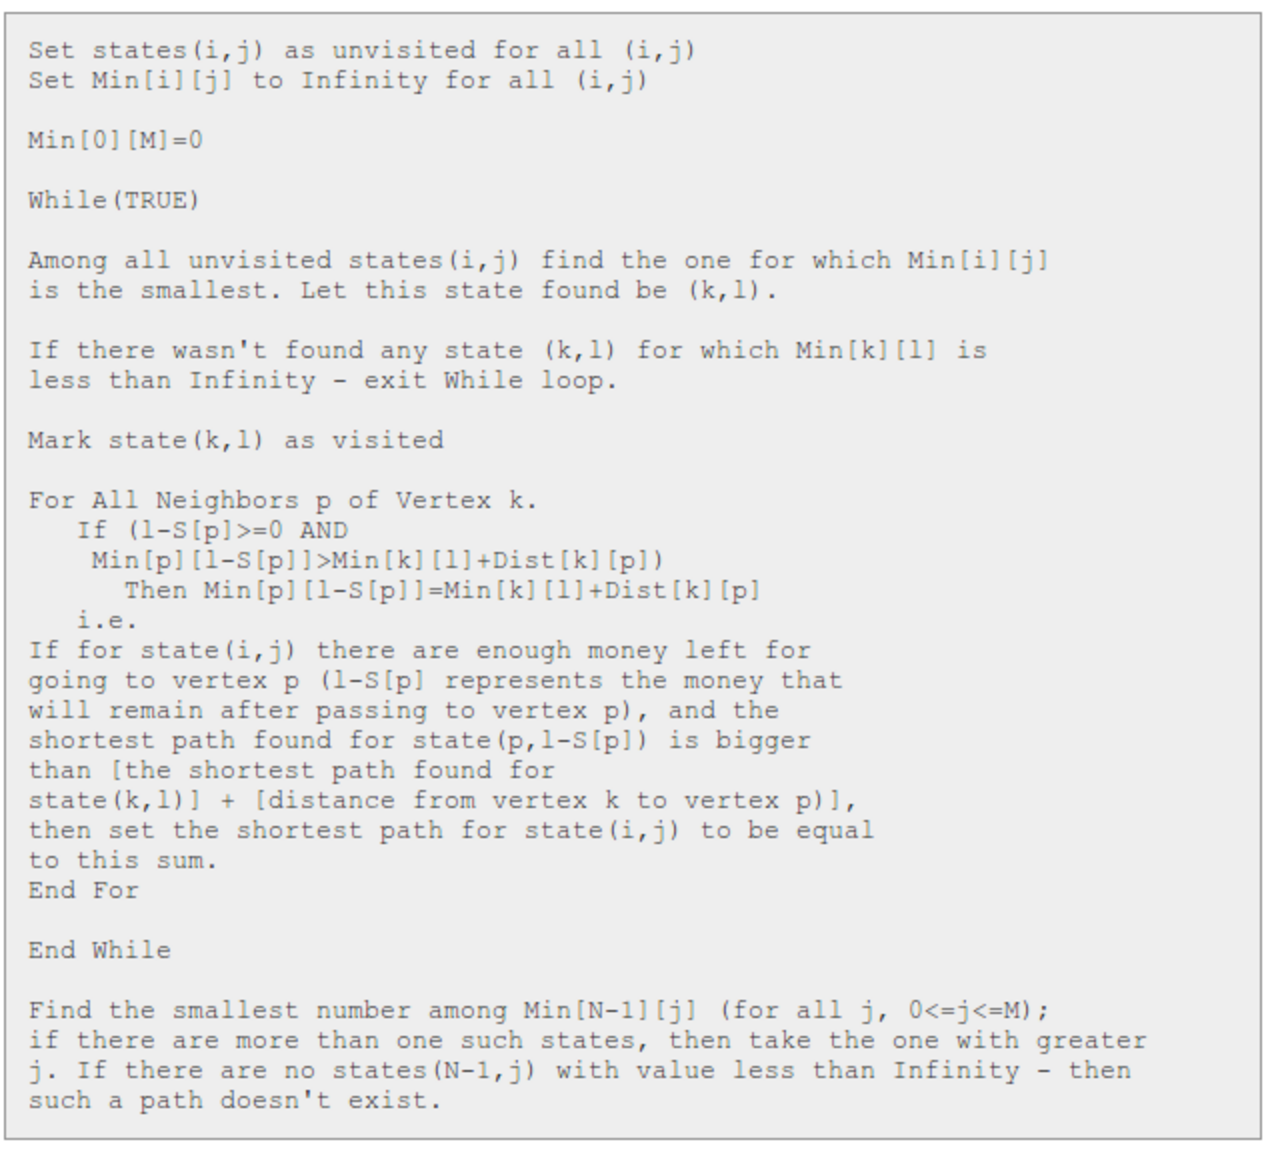 Set states(i,j) as unvisited for all (i,j)
Set Min[i][j] to Infinity for all (i,j)
Min[0][M]=0
While(TRUE)
Among all unvisited states(i,j) find the one for which Min[i][j]
is the smallest. Let this state found be (k,l).
If there wasn't found any state (k,l) for which Min[k][l] is
less than Infinity - exit While loop.
Mark state(k,l) as visited
For All Neighbors p of Vertex k.
If (l-S[p]>=0 AND
Min[p][l-S[p]]>Min[k][l]+Dist[k][p])
Then Min[p][l-S[p]]=Min[k][l]+Dist[k][p]
i.e.
If for state(i,j) there are enough money left for
going to vertex p (l-S[p] represents the money that
will remain after passing to vertex p), and the
shortest path found for state(p,l-S[p]) is bigger
than [the shortest path found for
state(k,l)] + [distance from vertex k to vertex p)],
then set the shortest path for state(i,j) to be equal
to this sum.
End For
End While
Find the smallest number among Min[N-1][j] (for all j, 0<=j<=M);
if there are more than one such states, then take the one with greater
j. If there are no states(N-1,j) with value less than Infinity - then
such a path doesn't exist.